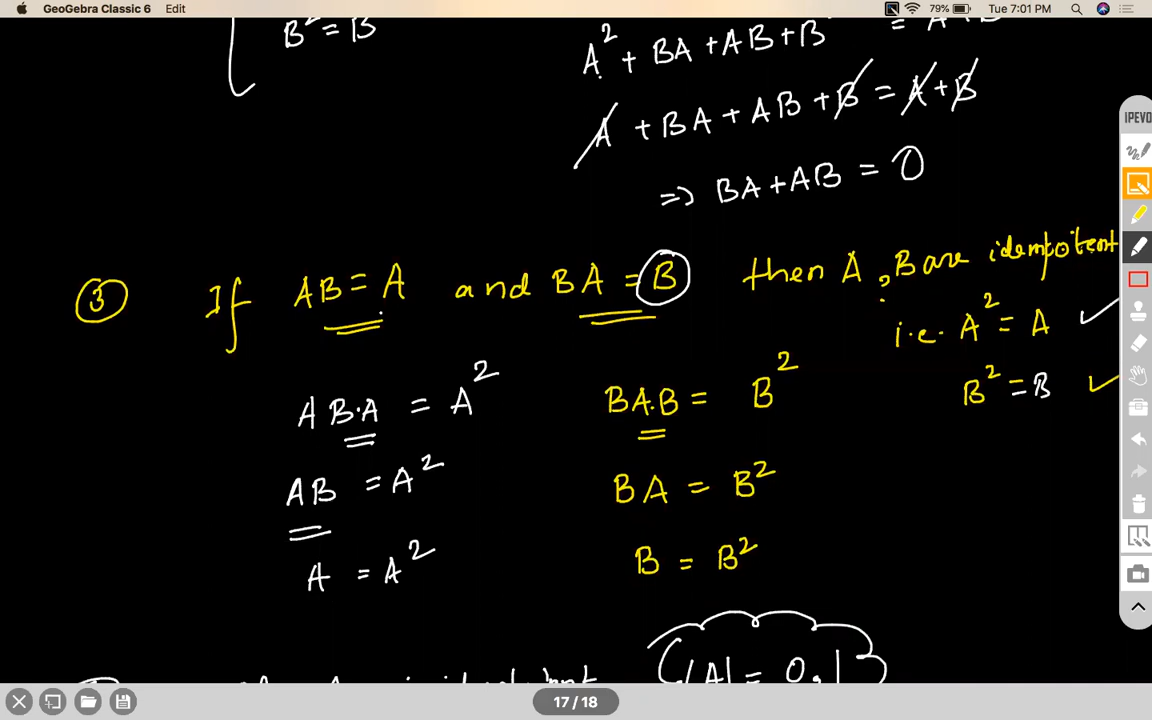 GeoGebra Classic 6 Edit 79% Tue 7:01 PM
B² = B
A² + BA + AB + B² = A + B
A + BA + AB + B = A + B
=> BA + AB = 0
IPEVO
③ If AB = A and BA = B then A, B are idempotent
i.e. A² = A
B² = B
AB·A = A²
BA·B = B²
AB = A²
BA = B²
A = A²
B = B²
|A| = 0,1
17 / 18